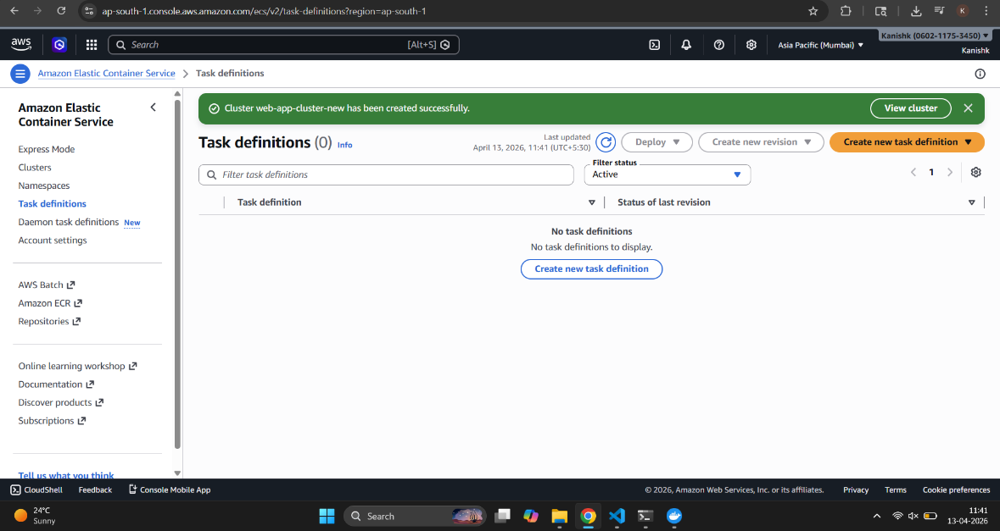 ap-south-1.console.aws.amazon.com/ecs/v2/task-definitions?region=ap-south-1
K
aws
Search
[Alt+S]
Asia Pacific (Mumbai)
Kanishk (0602-1175-3450)
Kanishk
Amazon Elastic Container Service
Task definitions
Amazon Elastic
Container Service
Express Mode
Clusters
Namespaces
Task definitions
Daemon task definitions New
Account settings
AWS Batch
Amazon ECR
Repositories
Online learning workshop
Documentation
Discover products
Subscriptions
Tell us what you think
Cluster web-app-cluster-new has been created successfully.
View cluster
Task definitions (0) Info
Last updated
April 13, 2026, 11:41 (UTC+5:30)
Deploy
Create new revision
Create new task definition
Filter task definitions
Filter status
Active
1
Task definition
Status of last revision
No task definitions
No task definitions to display.
Create new task definition
CloudShell
Feedback
Console Mobile App
© 2026, Amazon Web Services, Inc. or its affiliates.
Privacy
Terms
Cookie preferences
24°C
Sunny
Search
11:41
13-04-2026